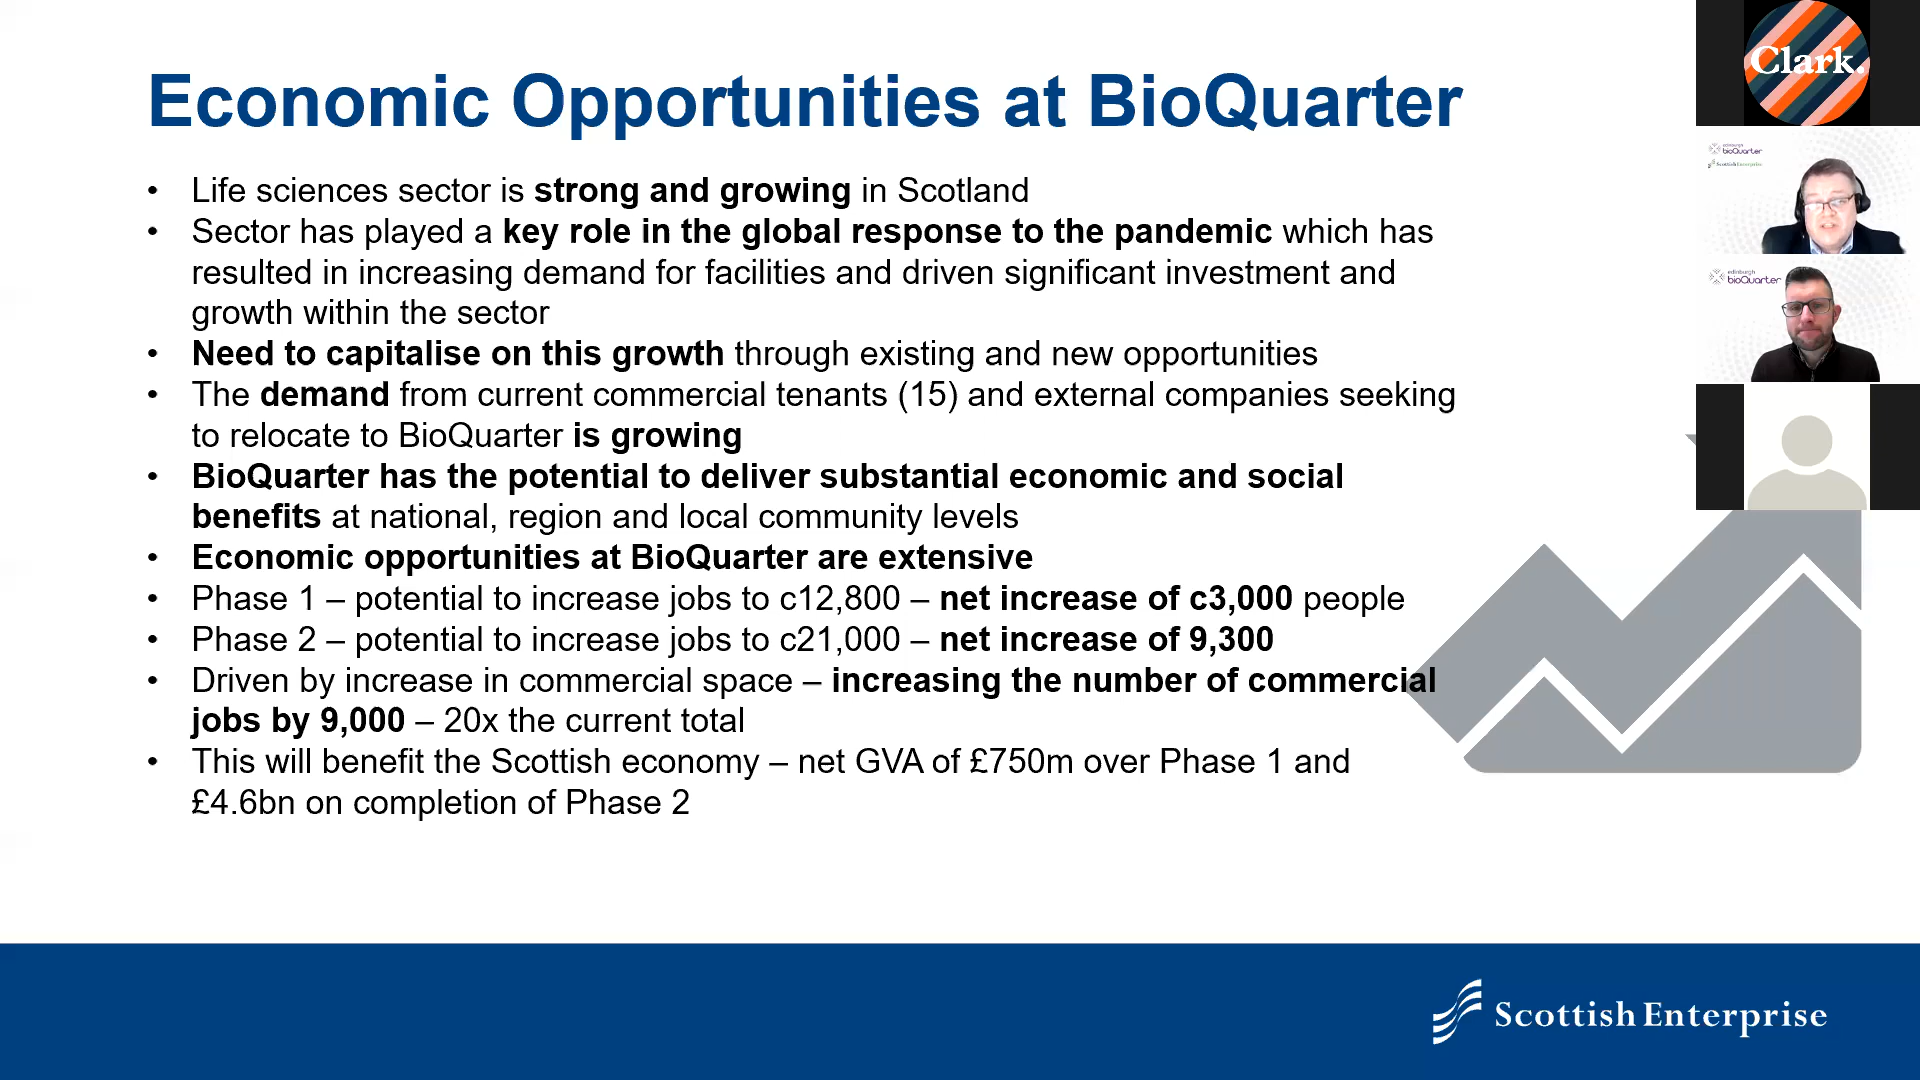 Economic Opportunities at BioQuarter
• Life sciences sector is strong and growing in Scotland
• Sector has played a key role in the global response to the pandemic which has
resulted in increasing demand for facilities and driven significant investment and
growth within the sector
• Need to capitalise on this growth through existing and new opportunities
• The demand from current commercial tenants (15) and external companies seeking
to relocate to BioQuarter is growing
• BioQuarter has the potential to deliver substantial economic and social
benefits at national, region and local community levels
• Economic opportunities at BioQuarter are extensive
• Phase 1 – potential to increase jobs to c12,800 – net increase of c3,000 people
• Phase 2 – potential to increase jobs to c21,000 – net increase of 9,300
• Driven by increase in commercial space – increasing the number of commercial
jobs by 9,000 – 20x the current total
• This will benefit the Scottish economy – net GVA of £750m over Phase 1 and
£4.6bn on completion of Phase 2
Clark.
edinburgh
bioQuarter
Scottish Enterprise
edinburgh
bioQuarter
Scottish Enterprise